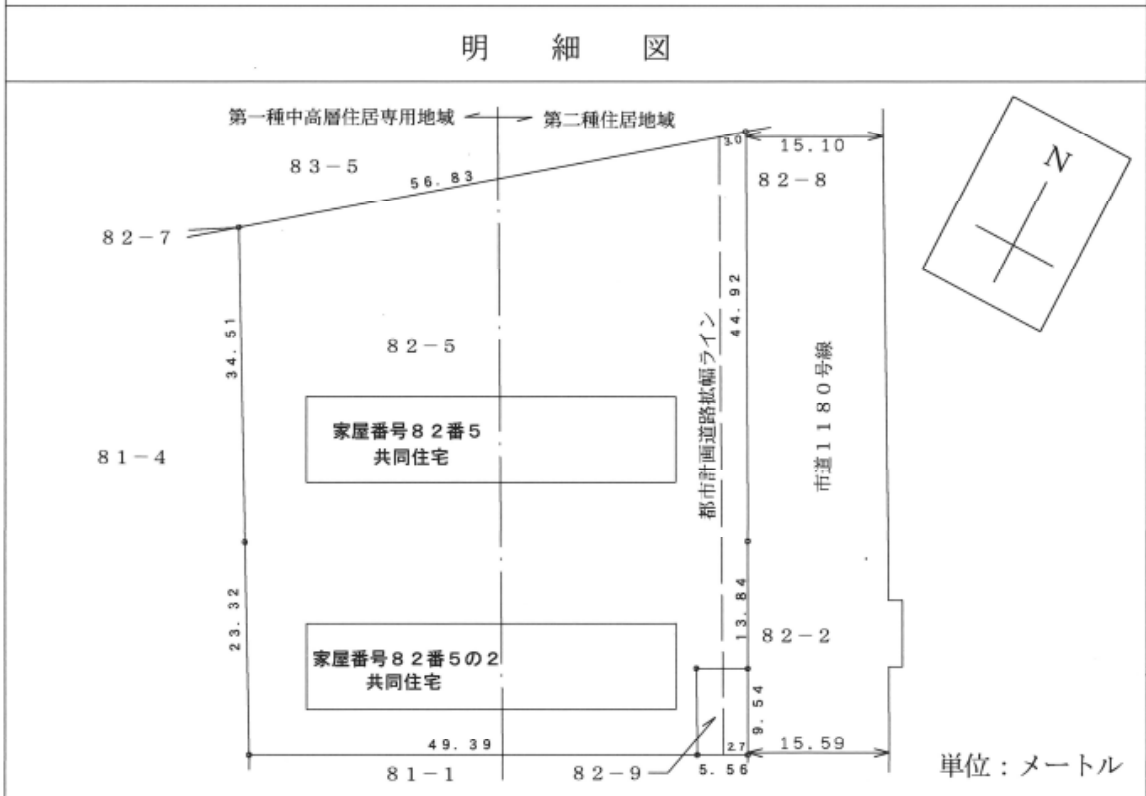 明　細　図
第一種中高層住居専用地域
第二種住居地域
3.0
15.10
N
83-5
56.83
82-8
82-7
44.92
34.51
82-5
都市計画道路拡幅ライン
市道1180号線
家屋番号82番5
共同住宅
81-4
23.32
13.84
82-2
家屋番号82番5の2
共同住宅
9.54
49.39
2.7
15.59
81-1
82-9
5.56
単位：メートル